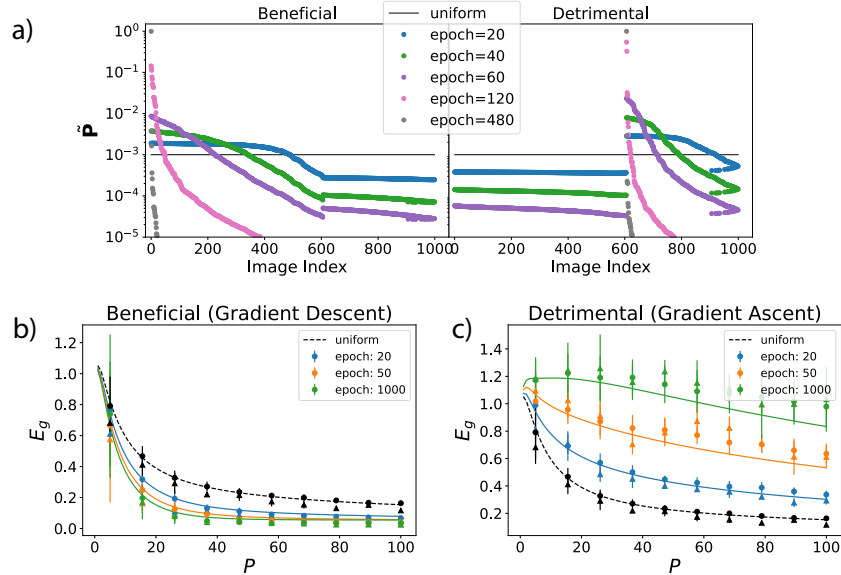 a)
Beneficial
Detrimental
uniform
epoch=20
epoch=40
epoch=60
epoch=120
epoch=480
P̃
10⁰
10⁻¹
10⁻²
10⁻³
10⁻⁴
10⁻⁵
0 200 400 600 800 1000
Image Index
0 200 400 600 800 1000
Image Index
b)
Beneficial (Gradient Descent)
uniform
epoch: 20
epoch: 50
epoch: 1000
E_g
1.2
1.0
0.8
0.6
0.4
0.2
0.0
0 20 40 60 80 100
P
c)
Detrimental (Gradient Ascent)
uniform
epoch: 20
epoch: 50
epoch: 1000
E_g
1.4
1.2
1.0
0.8
0.6
0.4
0.2
0 20 40 60 80 100
P